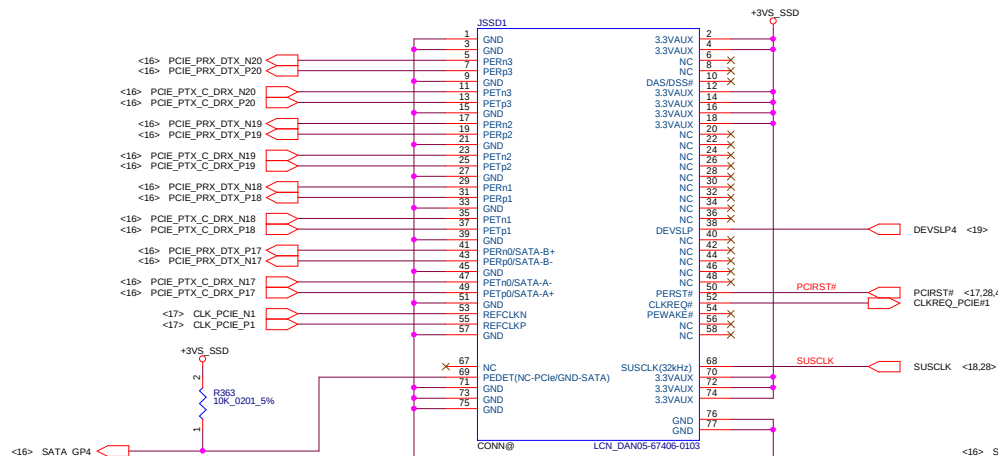 +3VS_SSD
JSSD1
1 GND 3.3VAUX 2
3 GND 3.3VAUX 4
<16> PCIE_PRX_DTX_N20 5 PERn3 NC 6
<16> PCIE_PRX_DTX_P20 7 PERp3 NC 8
9 GND DAS/DSS# 10
<16> PCIE_PTX_C_DRX_N20 11 PETn3 3.3VAUX 12
<16> PCIE_PTX_C_DRX_P20 13 PETp3 3.3VAUX 14
15 GND 3.3VAUX 16
<16> PCIE_PRX_DTX_N19 17 PERn2 3.3VAUX 18
<16> PCIE_PRX_DTX_P19 19 PERp2 NC 20
21 GND NC 22
<16> PCIE_PTX_C_DRX_N19 23 PETn2 NC 24
<16> PCIE_PTX_C_DRX_P19 25 PETp2 NC 26
27 GND NC 28
<16> PCIE_PRX_DTX_N18 29 PERn1 NC 30
<16> PCIE_PRX_DTX_P18 31 PERp1 NC 32
33 GND NC 34
<16> PCIE_PTX_C_DRX_N18 35 PETn1 NC 36
<16> PCIE_PTX_C_DRX_P18 37 PETp1 DEVSLP 38 DEVSLP4 <19>
39 GND NC 40
<16> PCIE_PRX_DTX_P17 41 PERn0/SATA-B+ NC 42
<16> PCIE_PRX_DTX_N17 43 PERp0/SATA-B- NC 44
45 GND NC 46
<16> PCIE_PTX_C_DRX_N17 47 PETn0/SATA-A- NC 48
<16> PCIE_PTX_C_DRX_P17 49 PETp0/SATA-A+ PERST# 50 PCIRST# PCIRST# <17,28,4
51 GND CLKREQ# 52 CLKREQ_PCIE#1
<17> CLK_PCIE_N1 53 REFCLKN PEWAKE# 54
<17> CLK_PCIE_P1 55 REFCLKP NC 56
57 GND NC 58
+3VS_SSD
67 NC SUSCLK(32kHz) 68 SUSCLK SUSCLK <18,28>
69 PEDET(NC-PCIe/GND-SATA) 3.3VAUX 70
71 GND 3.3VAUX 72
73 GND 3.3VAUX 74
75 GND
GND 76
GND 77
2
R363
10K_0201_5%
1
CONN@ LCN_DAN05-67406-0103
<16> SATA_GP4
<16> S